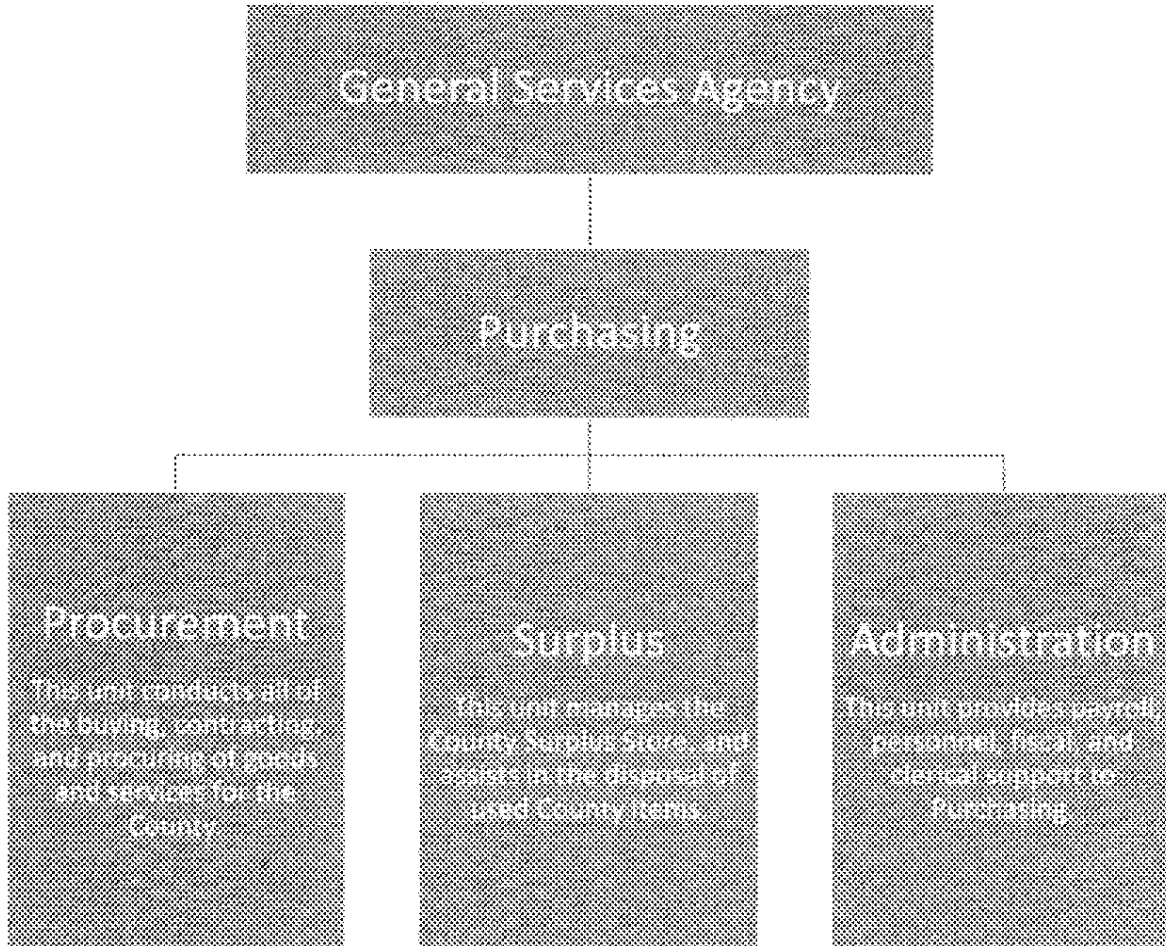 General Services Agency
Purchasing
Procurement
This unit conducts all of
the buying, contracting,
and procuring of goods
and services for the
County
Surplus
This unit manages the
County Surplus Store, and
assists in the disposal of
used County Items
Administration
This unit provides payroll,
personnel, fiscal, and
clerical support to
Purchasing